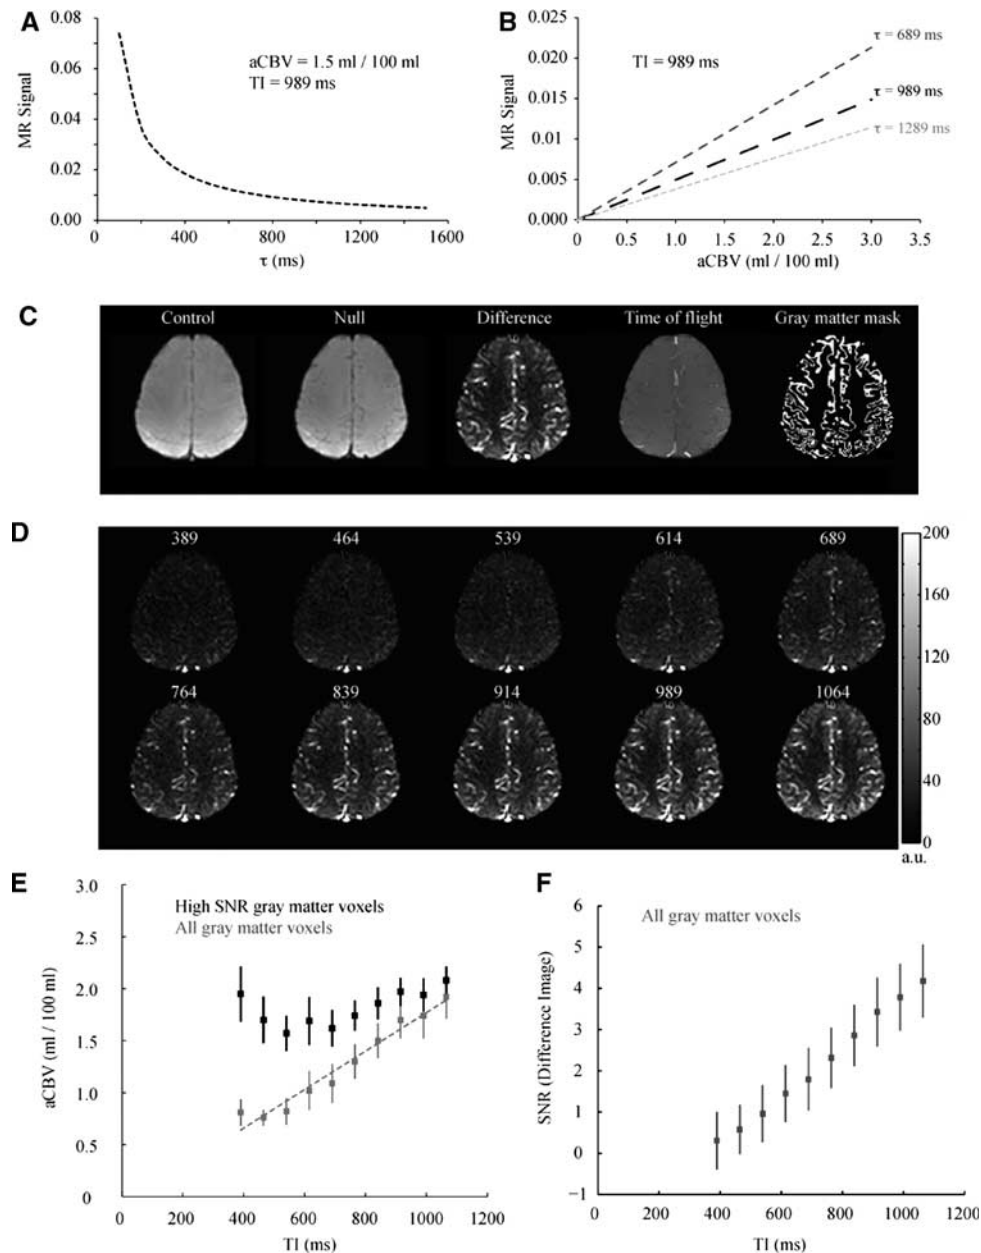 A
0.08
0.06
0.04
0.02
0.00
MR Signal
aCBV = 1.5 ml / 100 ml
TI = 989 ms
0
400
800
1200
1600
τ (ms)
B
0.025
0.020
0.015
0.010
0.005
0.000
MR Signal
TI = 989 ms
τ = 689 ms
τ = 989 ms
τ = 1289 ms
0
0.5
1.0
1.5
2.0
2.5
3.0
3.5
aCBV (ml / 100 ml)
C
Control
Null
Difference
Time of flight
Gray matter mask
D
389
464
539
614
689
764
839
914
989
1064
200
160
120
80
40
0
a.u.
E
3.0
2.5
2.0
1.5
1.0
0.5
0
aCBV (ml / 100 ml)
High SNR gray matter voxels
All gray matter voxels
0
200
400
600
800
1000
1200
TI (ms)
F
6
5
4
3
2
1
0
−1
SNR (Difference Image)
All gray matter voxels
0
200
400
600
800
1000
1200
TI (ms)